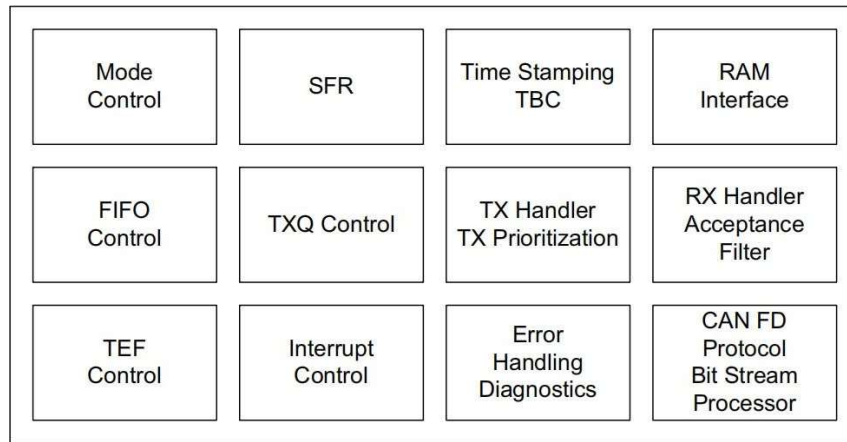 Mode
Control
SFR
Time Stamping
TBC
RAM
Interface
FIFO
Control
TXQ Control
TX Handler
TX Prioritization
RX Handler
Acceptance
Filter
TEF
Control
Interrupt
Control
Error
Handling
Diagnostics
CAN FD
Protocol
Bit Stream
Processor